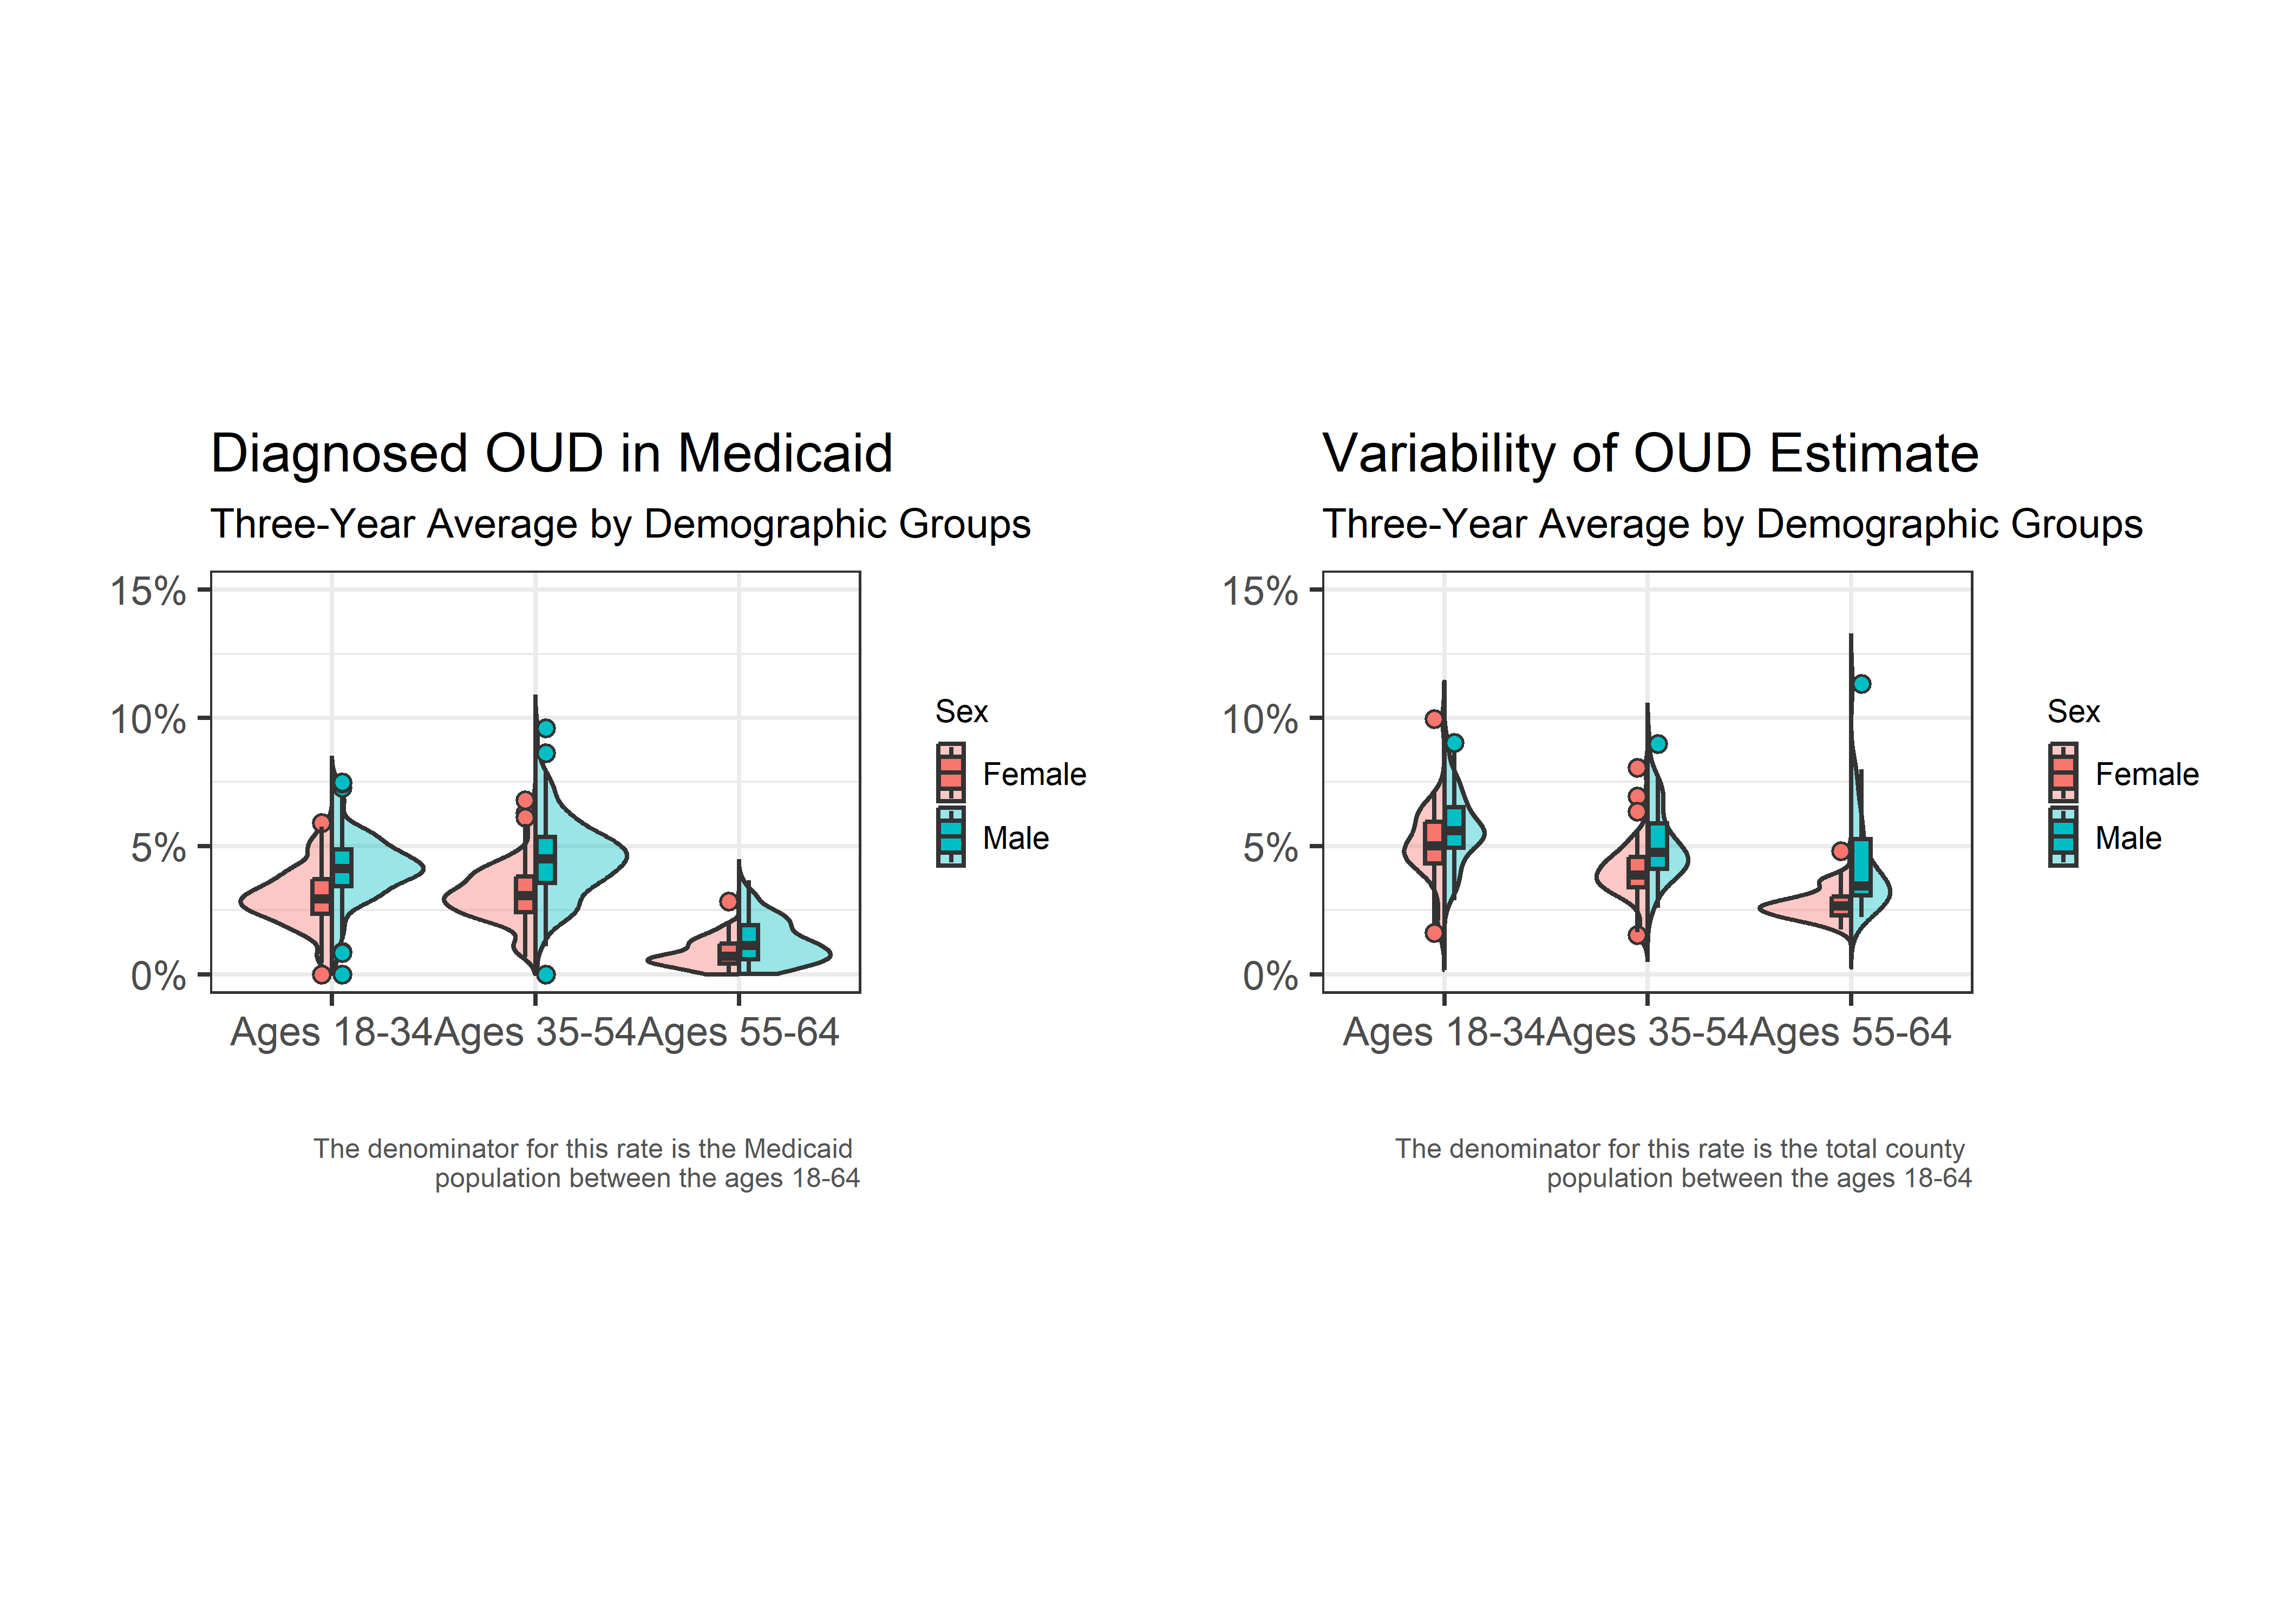 Diagnosed OUD in Medicaid
Three-Year Average by Demographic Groups
15%
10%
5%
0%
Ages 18-34
Ages 35-54
Ages 55-64
Sex
Female
Male
The denominator for this rate is the Medicaid
population between the ages 18-64
Variability of OUD Estimate
Three-Year Average by Demographic Groups
15%
10%
5%
0%
Ages 18-34
Ages 35-54
Ages 55-64
Sex
Female
Male
The denominator for this rate is the total county
population between the ages 18-64